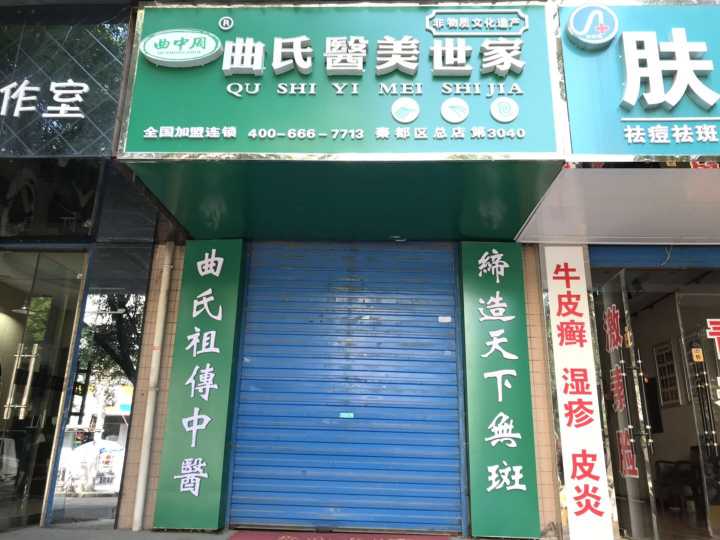 作室
曲中周
®
曲氏醫美世家
非物质文化遗产
QU SHI YI MEI SHI JIA
全国加盟连锁 400-666-7713 秦都区总店 第3040
肤
祛痘祛斑
曲氏祖傳中醫
締造天下無斑
牛皮癣 湿疹 皮炎
激素脸